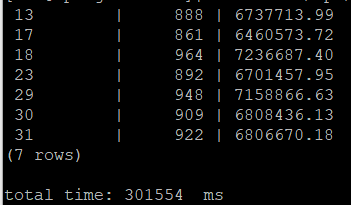 13 | 888 | 6737713.99
17 | 861 | 6460573.72
18 | 964 | 7236687.40
23 | 892 | 6701457.95
29 | 948 | 7158866.63
30 | 909 | 6808436.13
31 | 922 | 6806670.18
(7 rows)
total time: 301554 ms